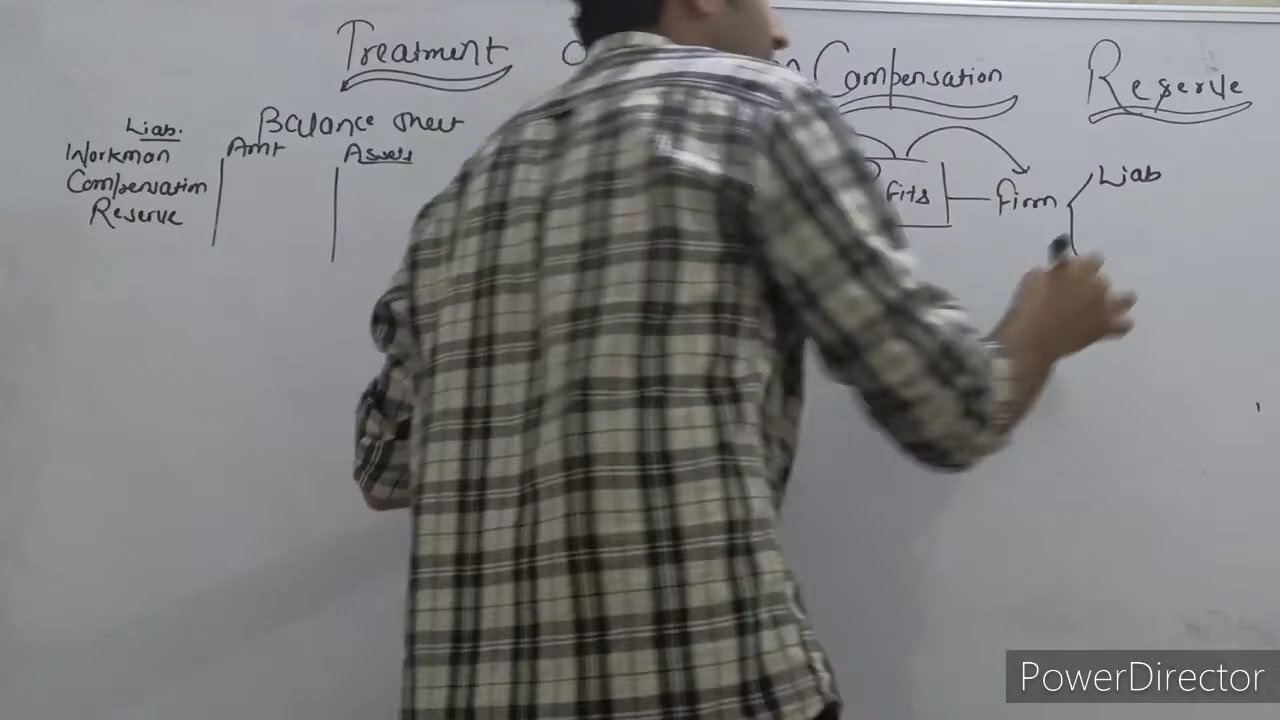 Treatment
Compensation
Reserve
Balance sheet
Liab.
Amt
Assets
Workman
Compensation
Reserve
fits
firm
Liab
PowerDirector